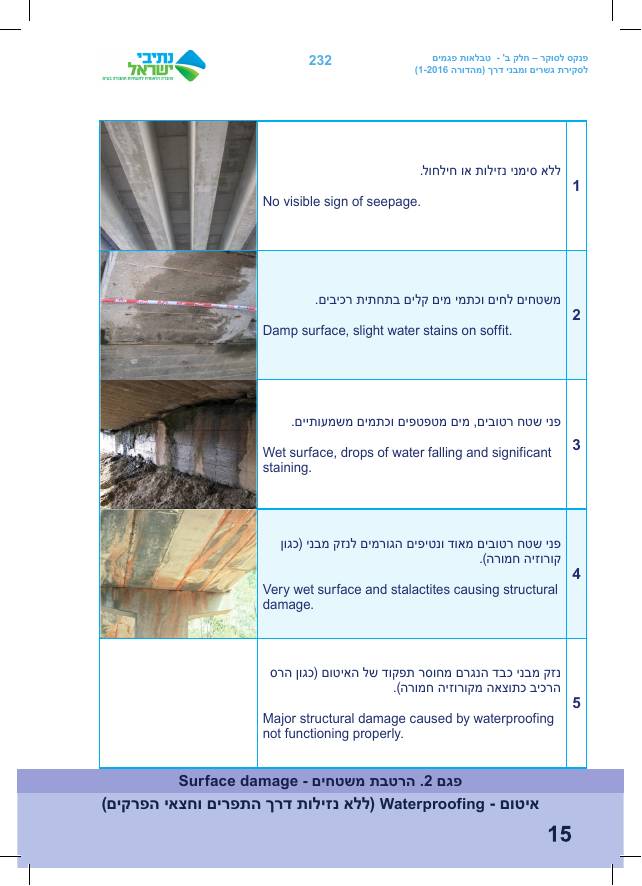 נתיבי
ישראל
232
פנקס לסוקר – חלק ב' - טבלאות פגמים
לסקירת גשרים ומבני דרך (מהדורה 1-2016)
ללא סימני נזילות או חילחול.
No visible sign of seepage.
1
משטחים לחים וכתמי מים קלים בתחתית רכיבים.
Damp surface, slight water stains on soffit.
2
פני שטח רטובים, מים מטפטפים וכתמים משמעותיים.
Wet surface, drops of water falling and significant
staining.
3
פני שטח רטובים מאוד ונטיפים הגורמים לנזק מבני (כגון
קורוזיה חמורה).
Very wet surface and stalactites causing structural
damage.
4
נזק מבני כבד הנגרם מחוסר תפקוד של האיטום (כגון הרס
הרכיב כתוצאה מקורוזיה חמורה).
Major structural damage caused by waterproofing
not functioning properly.
5
פגם 2. הרטבת משטחים - Surface damage
איטום - Waterproofing (ללא נזילות דרך התפרים וחצאי הפרקים)
15